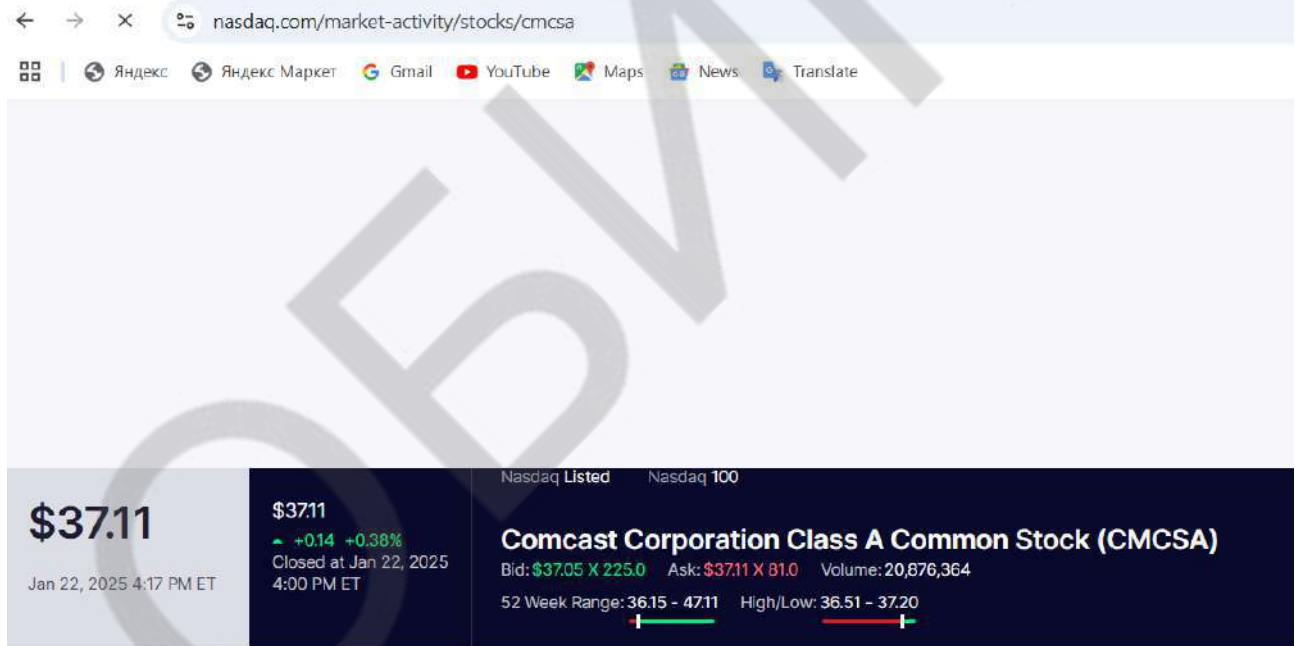 nasdaq.com/market-activity/stocks/cmcsa
Яндекс Яндекс Маркет Gmail YouTube Maps News Translate
ОБИ
$37.11
Jan 22, 2025 4:17 PM ET
$37.11
+0.14 +0.38%
Closed at Jan 22, 2025
4:00 PM ET
Nasdaq Listed Nasdaq 100
Comcast Corporation Class A Common Stock (CMCSA)
Bid: $37.05 X 225.0 Ask: $37.11 X 81.0 Volume: 20,876,364
52 Week Range: 36.15 - 47.11 High/Low: 36.51 - 37.20